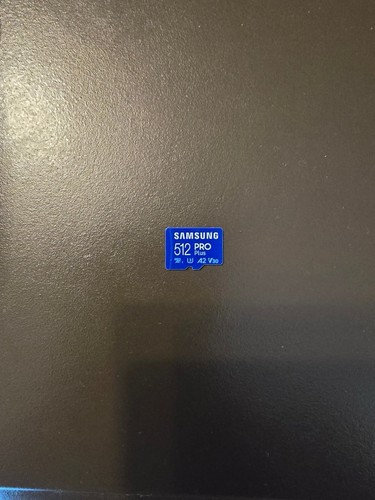 SAMSUNG
512 PRO
Plus
A2 V30